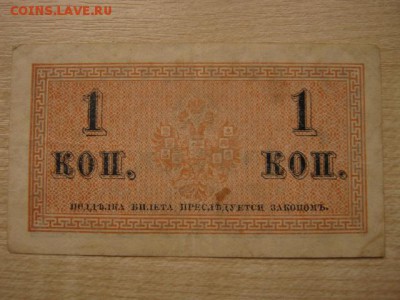 COINS.LAVE.RU
1 1
КОП. КОП.
ПОДДѢЛКА БИЛЕТА ПРЕСЛѢДУЕТСЯ ЗАКОНОМЪ.